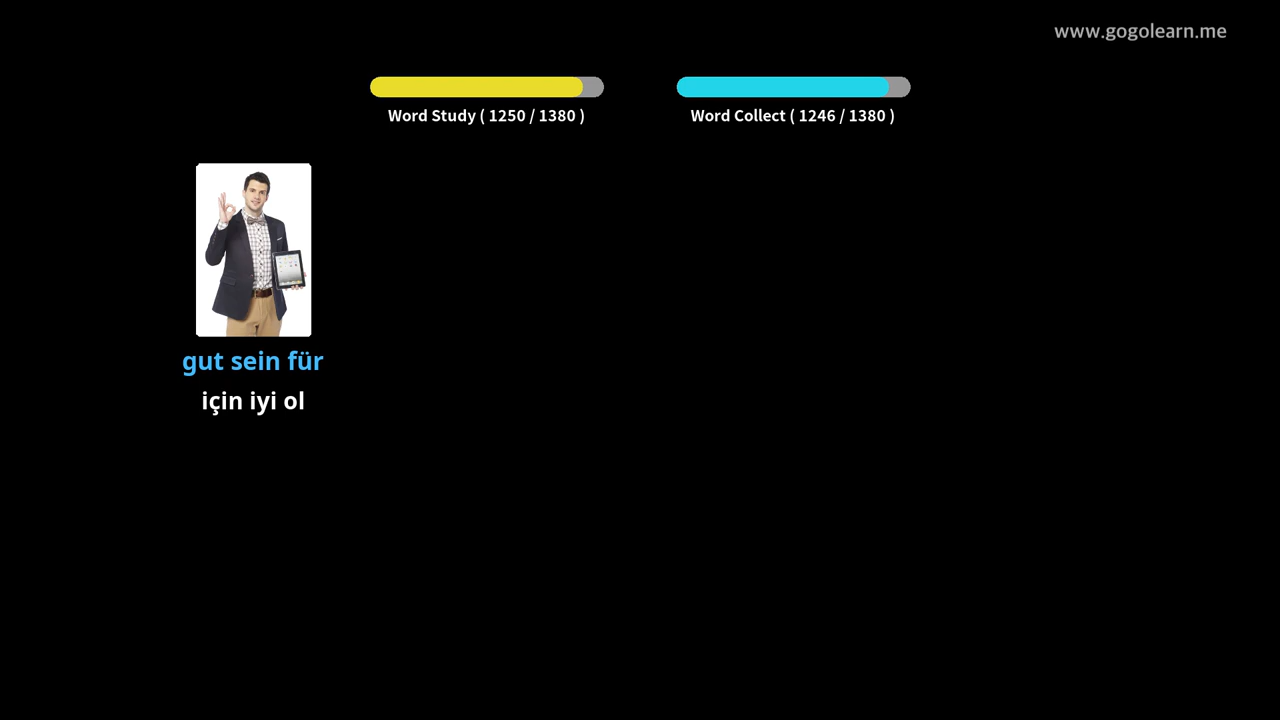 www.gogolearn.me
Word Study ( 1250 / 1380 )
Word Collect ( 1246 / 1380 )
gut sein für
için iyi ol